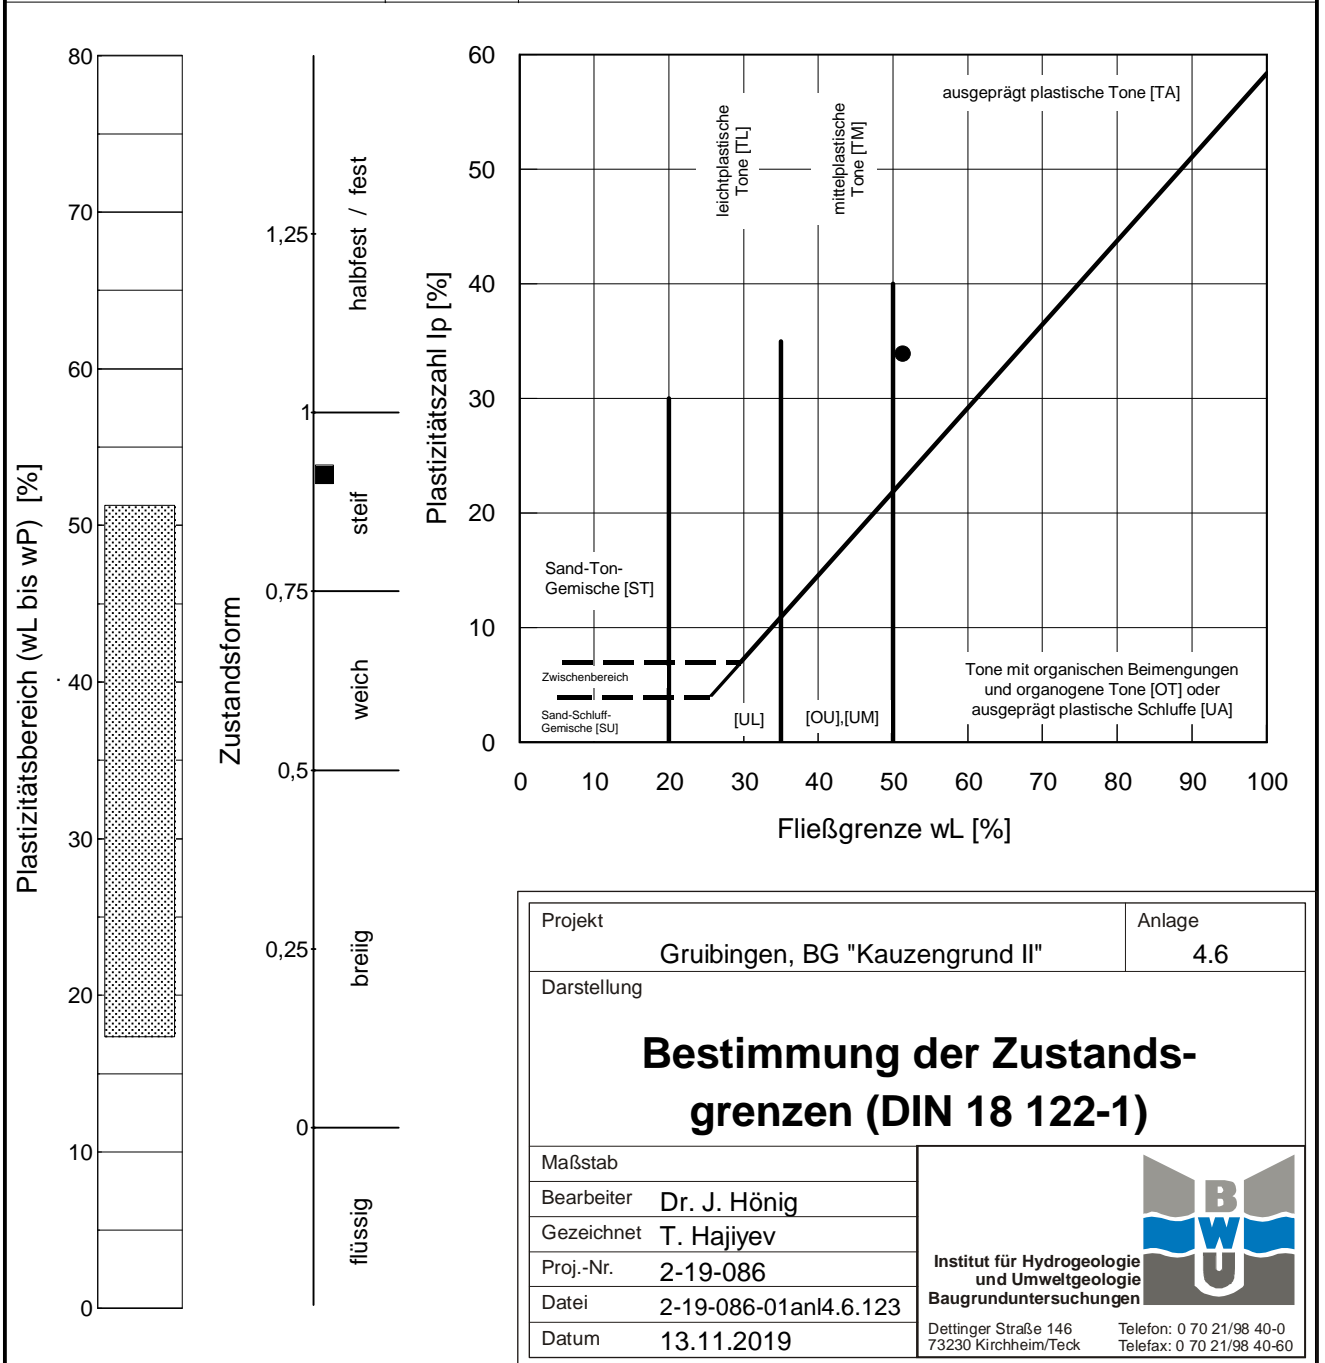 Plastizitätsbereich (wL bis wP) [%]
80
70
60
50
40
30
20
10
0
Zustandsform
1,25
1
0,75
0,5
0,25
0
halbfest / fest
steif
weich
breiig
flüssig
Plastizitätszahl Ip [%]
60
50
40
30
20
10
0
leichtplastische
Tone [TL]
mittelplastische
Tone [TM]
ausgeprägt plastische Tone [TA]
Sand-Ton-
Gemische [ST]
Zwischenbereich
Sand-Schluff-
Gemische [SU]
[UL]
[OU],[UM]
Tone mit organischen Beimengungen
und organogene Tone [OT] oder
ausgeprägt plastische Schluffe [UA]
0 10 20 30 40 50 60 70 80 90 100
Fließgrenze wL [%]
Projekt
Gruibingen, BG "Kauzengrund II"
Anlage
4.6
Darstellung
Bestimmung der Zustands-
grenzen (DIN 18 122-1)
Maßstab
Bearbeiter Dr. J. Hönig
Gezeichnet T. Hajiyev
Proj.-Nr. 2-19-086
Datei 2-19-086-01anl4.6.123
Datum 13.11.2019
B
W
U
Institut für Hydrogeologie
und Umweltgeologie
Baugrunduntersuchungen
Dettinger Straße 146 Telefon: 0 70 21/98 40-0
73230 Kirchheim/Teck Telefax: 0 70 21/98 40-60